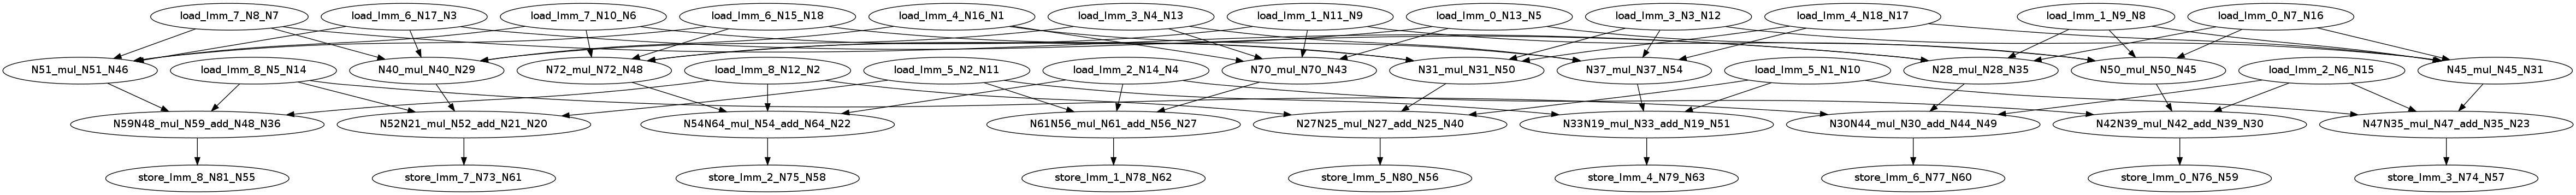 load_Imm_7_N8_N7
load_Imm_6_N17_N3
load_Imm_7_N10_N6
load_Imm_6_N15_N18
load_Imm_4_N16_N1
load_Imm_3_N4_N13
load_Imm_1_N11_N9
load_Imm_0_N13_N5
load_Imm_3_N3_N12
load_Imm_4_N18_N17
load_Imm_1_N9_N8
load_Imm_0_N7_N16
N51_mul_N51_N46
load_Imm_8_N5_N14
N40_mul_N40_N29
N72_mul_N72_N48
load_Imm_8_N12_N2
load_Imm_5_N2_N11
load_Imm_2_N14_N4
N70_mul_N70_N43
N31_mul_N31_N50
N37_mul_N37_N54
load_Imm_5_N1_N10
N28_mul_N28_N35
N50_mul_N50_N45
load_Imm_2_N6_N15
N45_mul_N45_N31
N59N48_mul_N59_add_N48_N36
N52N21_mul_N52_add_N21_N20
N54N64_mul_N54_add_N64_N22
N61N56_mul_N61_add_N56_N27
N27N25_mul_N27_add_N25_N40
N33N19_mul_N33_add_N19_N51
N30N44_mul_N30_add_N44_N49
N42N39_mul_N42_add_N39_N30
N47N35_mul_N47_add_N35_N23
store_Imm_8_N81_N55
store_Imm_7_N73_N61
store_Imm_2_N75_N58
store_Imm_1_N78_N62
store_Imm_5_N80_N56
store_Imm_4_N79_N63
store_Imm_6_N77_N60
store_Imm_0_N76_N59
store_Imm_3_N74_N57